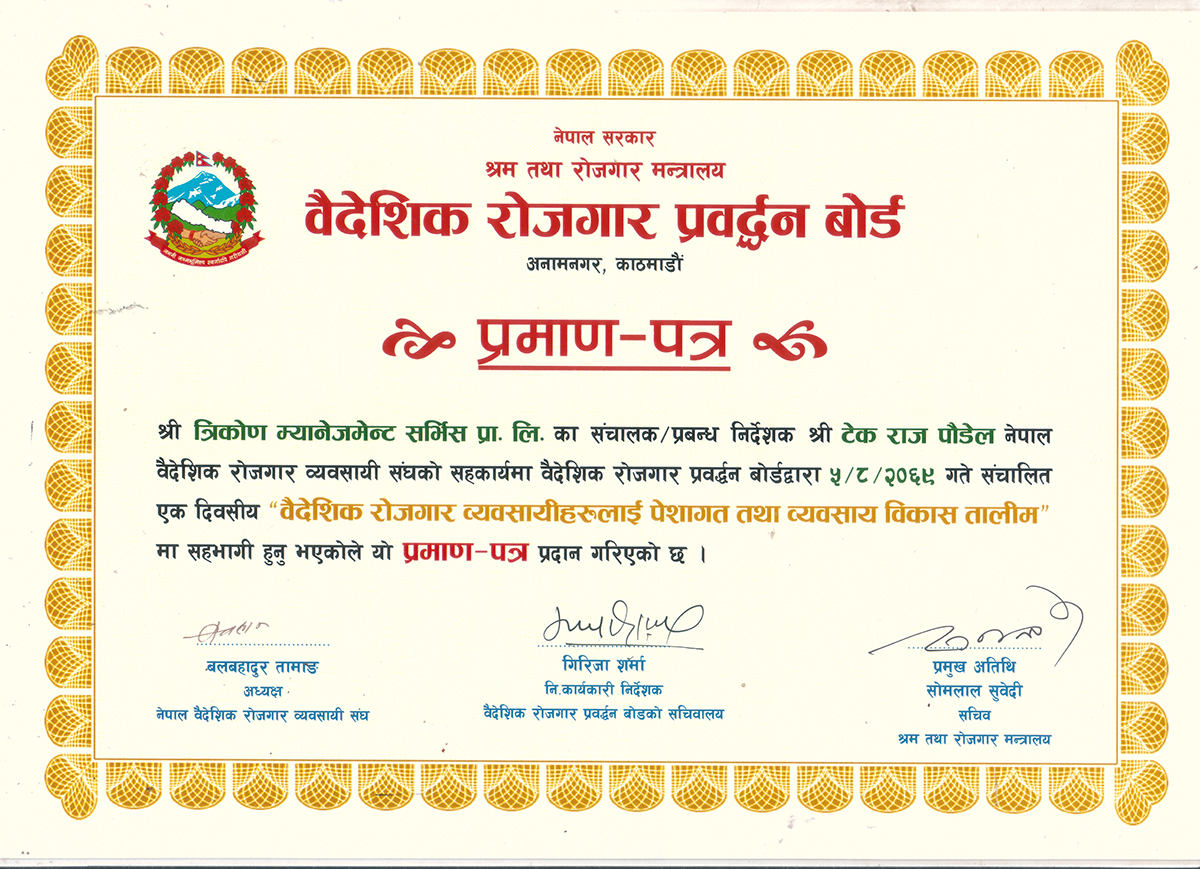 नेपाल सरकार
श्रम तथा रोजगार मन्त्रालय
वैदेशिक रोजगार प्रवर्द्धन बोर्ड
अनामनगर, काठमाडौं
जननी जन्मभूमिश्च स्वर्गादपि गरीयसी
प्रमाण-पत्र
श्री त्रिकोण म्यानेजमेन्ट सर्भिस प्रा. लि. का संचालक/प्रबन्ध निर्देशक श्री टेक राज पौडेल नेपाल
वैदेशिक रोजगार व्यवसायी संघको सहकार्यमा वैदेशिक रोजगार प्रवर्द्धन बोर्डद्वारा ५/८/२०६९ गते संचालित
एक दिवसीय “वैदेशिक रोजगार व्यवसायीहरुलाई पेशागत तथा व्यवसाय विकास तालीम”
मा सहभागी हुनु भएकोले यो प्रमाण-पत्र प्रदान गरिएको छ ।
बलबहादुर तामाङ
अध्यक्ष
नेपाल वैदेशिक रोजगार व्यवसायी संघ
गिरिजा शर्मा
नि.कार्यकारी निर्देशक
वैदेशिक रोजगार प्रवर्द्धन बोडको सचिवालय
प्रमुख अतिथि
सोमलाल सुवेदी
सचिव
श्रम तथा रोजगार मन्त्रालय